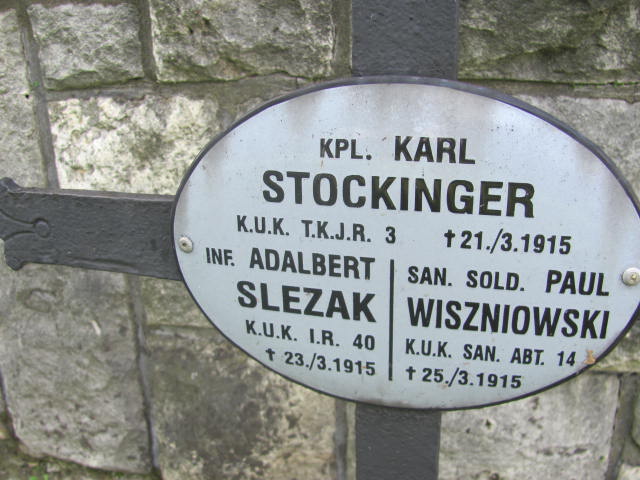 KPL. KARL
STOCKINGER
K.U.K. T.K.J.R. 3 †21./3.1915
INF. ADALBERT
SLEZAK
K.U.K. I.R. 40
†23./3.1915
SAN. SOLD. PAUL
WISZNIOWSKI
K.U.K. SAN. ABT. 14
†25./3.1915